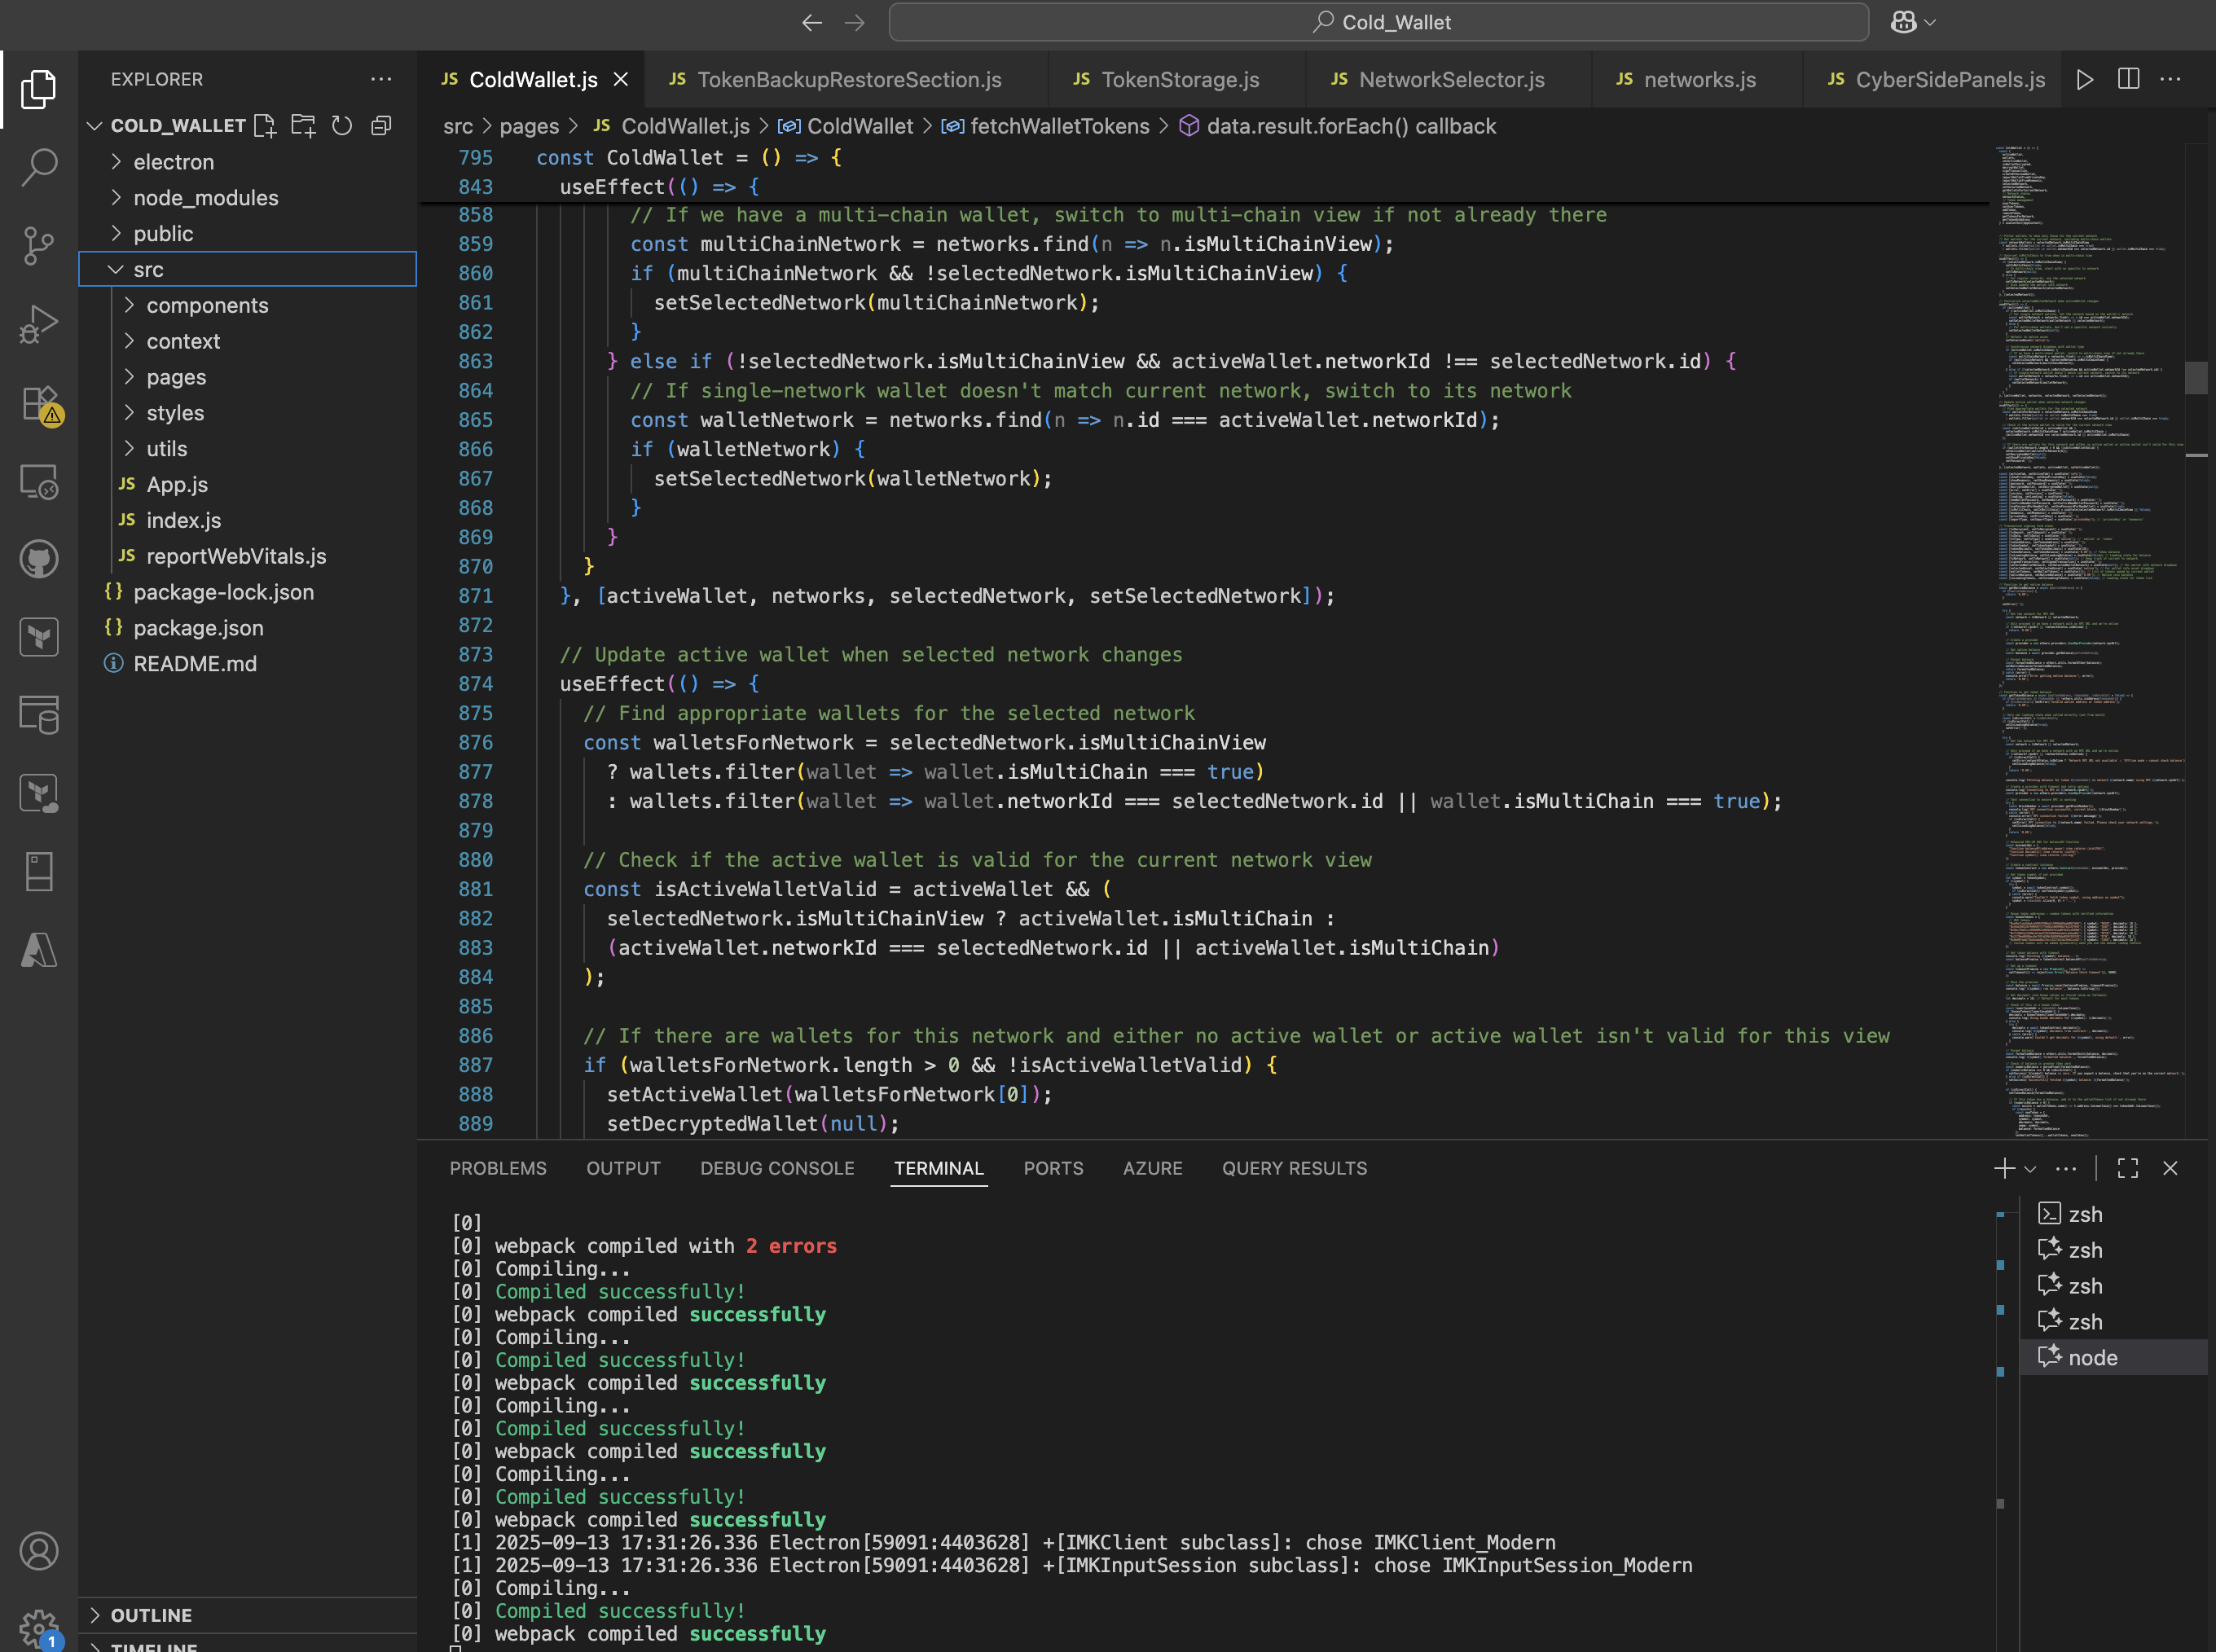 Cold_Wallet
EXPLORER
COLD_WALLET
electron
node_modules
public
src
components
context
pages
styles
utils
JS App.js
JS index.js
JS reportWebVitals.js
{} package-lock.json
{} package.json
README.md
OUTLINE
TIMELINE
1
JS ColdWallet.js
JS TokenBackupRestoreSection.js
JS TokenStorage.js
JS NetworkSelector.js
JS networks.js
JS CyberSidePanels.js
src > pages > JS ColdWallet.js > ColdWallet > fetchWalletTokens > data.result.forEach() callback
795 const ColdWallet = () => {
843 useEffect(() => {
858 // If we have a multi-chain wallet, switch to multi-chain view if not already there
859 const multiChainNetwork = networks.find(n => n.isMultiChainView);
860 if (multiChainNetwork && !selectedNetwork.isMultiChainView) {
861 setSelectedNetwork(multiChainNetwork);
862 }
863 } else if (!selectedNetwork.isMultiChainView && activeWallet.networkId !== selectedNetwork.id) {
864 // If single-network wallet doesn't match current network, switch to its network
865 const walletNetwork = networks.find(n => n.id === activeWallet.networkId);
866 if (walletNetwork) {
867 setSelectedNetwork(walletNetwork);
868 }
869 }
870 }
871 }, [activeWallet, networks, selectedNetwork, setSelectedNetwork]);
872
873 // Update active wallet when selected network changes
874 useEffect(() => {
875 // Find appropriate wallets for the selected network
876 const walletsForNetwork = selectedNetwork.isMultiChainView
877 ? wallets.filter(wallet => wallet.isMultiChain === true)
878 : wallets.filter(wallet => wallet.networkId === selectedNetwork.id || wallet.isMultiChain === true);
879
880 // Check if the active wallet is valid for the current network view
881 const isActiveWalletValid = activeWallet && (
882 selectedNetwork.isMultiChainView ? activeWallet.isMultiChain :
883 (activeWallet.networkId === selectedNetwork.id || activeWallet.isMultiChain)
884 );
885
886 // If there are wallets for this network and either no active wallet or active wallet isn't valid for this view
887 if (walletsForNetwork.length > 0 && !isActiveWalletValid) {
888 setActiveWallet(walletsForNetwork[0]);
889 setDecryptedWallet(null);
PROBLEMS OUTPUT DEBUG CONSOLE TERMINAL PORTS AZURE QUERY RESULTS
[0]
[0] webpack compiled with 2 errors
[0] Compiling...
[0] Compiled successfully!
[0] webpack compiled successfully
[0] Compiling...
[0] Compiled successfully!
[0] webpack compiled successfully
[0] Compiling...
[0] Compiled successfully!
[0] webpack compiled successfully
[0] Compiling...
[0] Compiled successfully!
[0] webpack compiled successfully
[1] 2025-09-13 17:31:26.336 Electron[59091:4403628] +[IMKClient subclass]: chose IMKClient_Modern
[1] 2025-09-13 17:31:26.336 Electron[59091:4403628] +[IMKInputSession subclass]: chose IMKInputSession_Modern
[0] Compiling...
[0] Compiled successfully!
[0] webpack compiled successfully
zsh
zsh
zsh
zsh
node